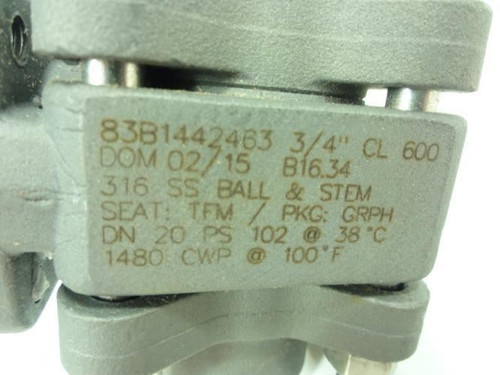 83B1442463 3/4" CL 600
DOM 02/15 B16.34
316 SS BALL & STEM
SEAT: TFM / PKG: GRPH
DN 20 PS 102 @ 38°C
1480 CWP @ 100°F